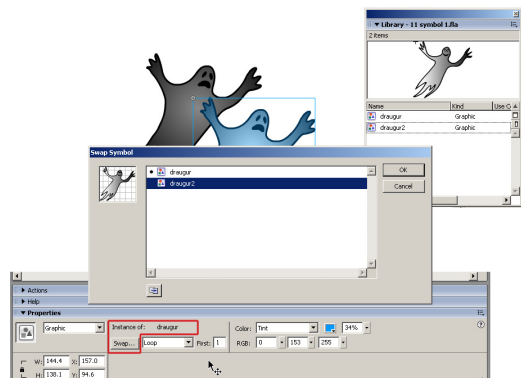 Library - 11 symbol 1.fla
2 items
Name Kind Use C
draugur Graphic
draugur2 Graphic
Swap Symbol
draugur
draugur2
OK
Cancel
Actions
Help
Properties
Graphic Instance of: draugur Color: Tint 34%
Swap... Loop First: 1 RGB: 0 153 255
W: 144.4 X: 157.0
H: 138.1 Y: 94.6